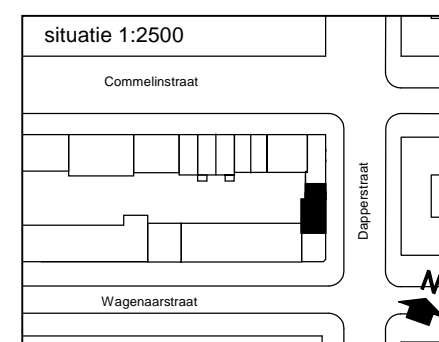 situatie 1:2500
Commelinstraat
Dapperstraat
Wagenaarstraat
N